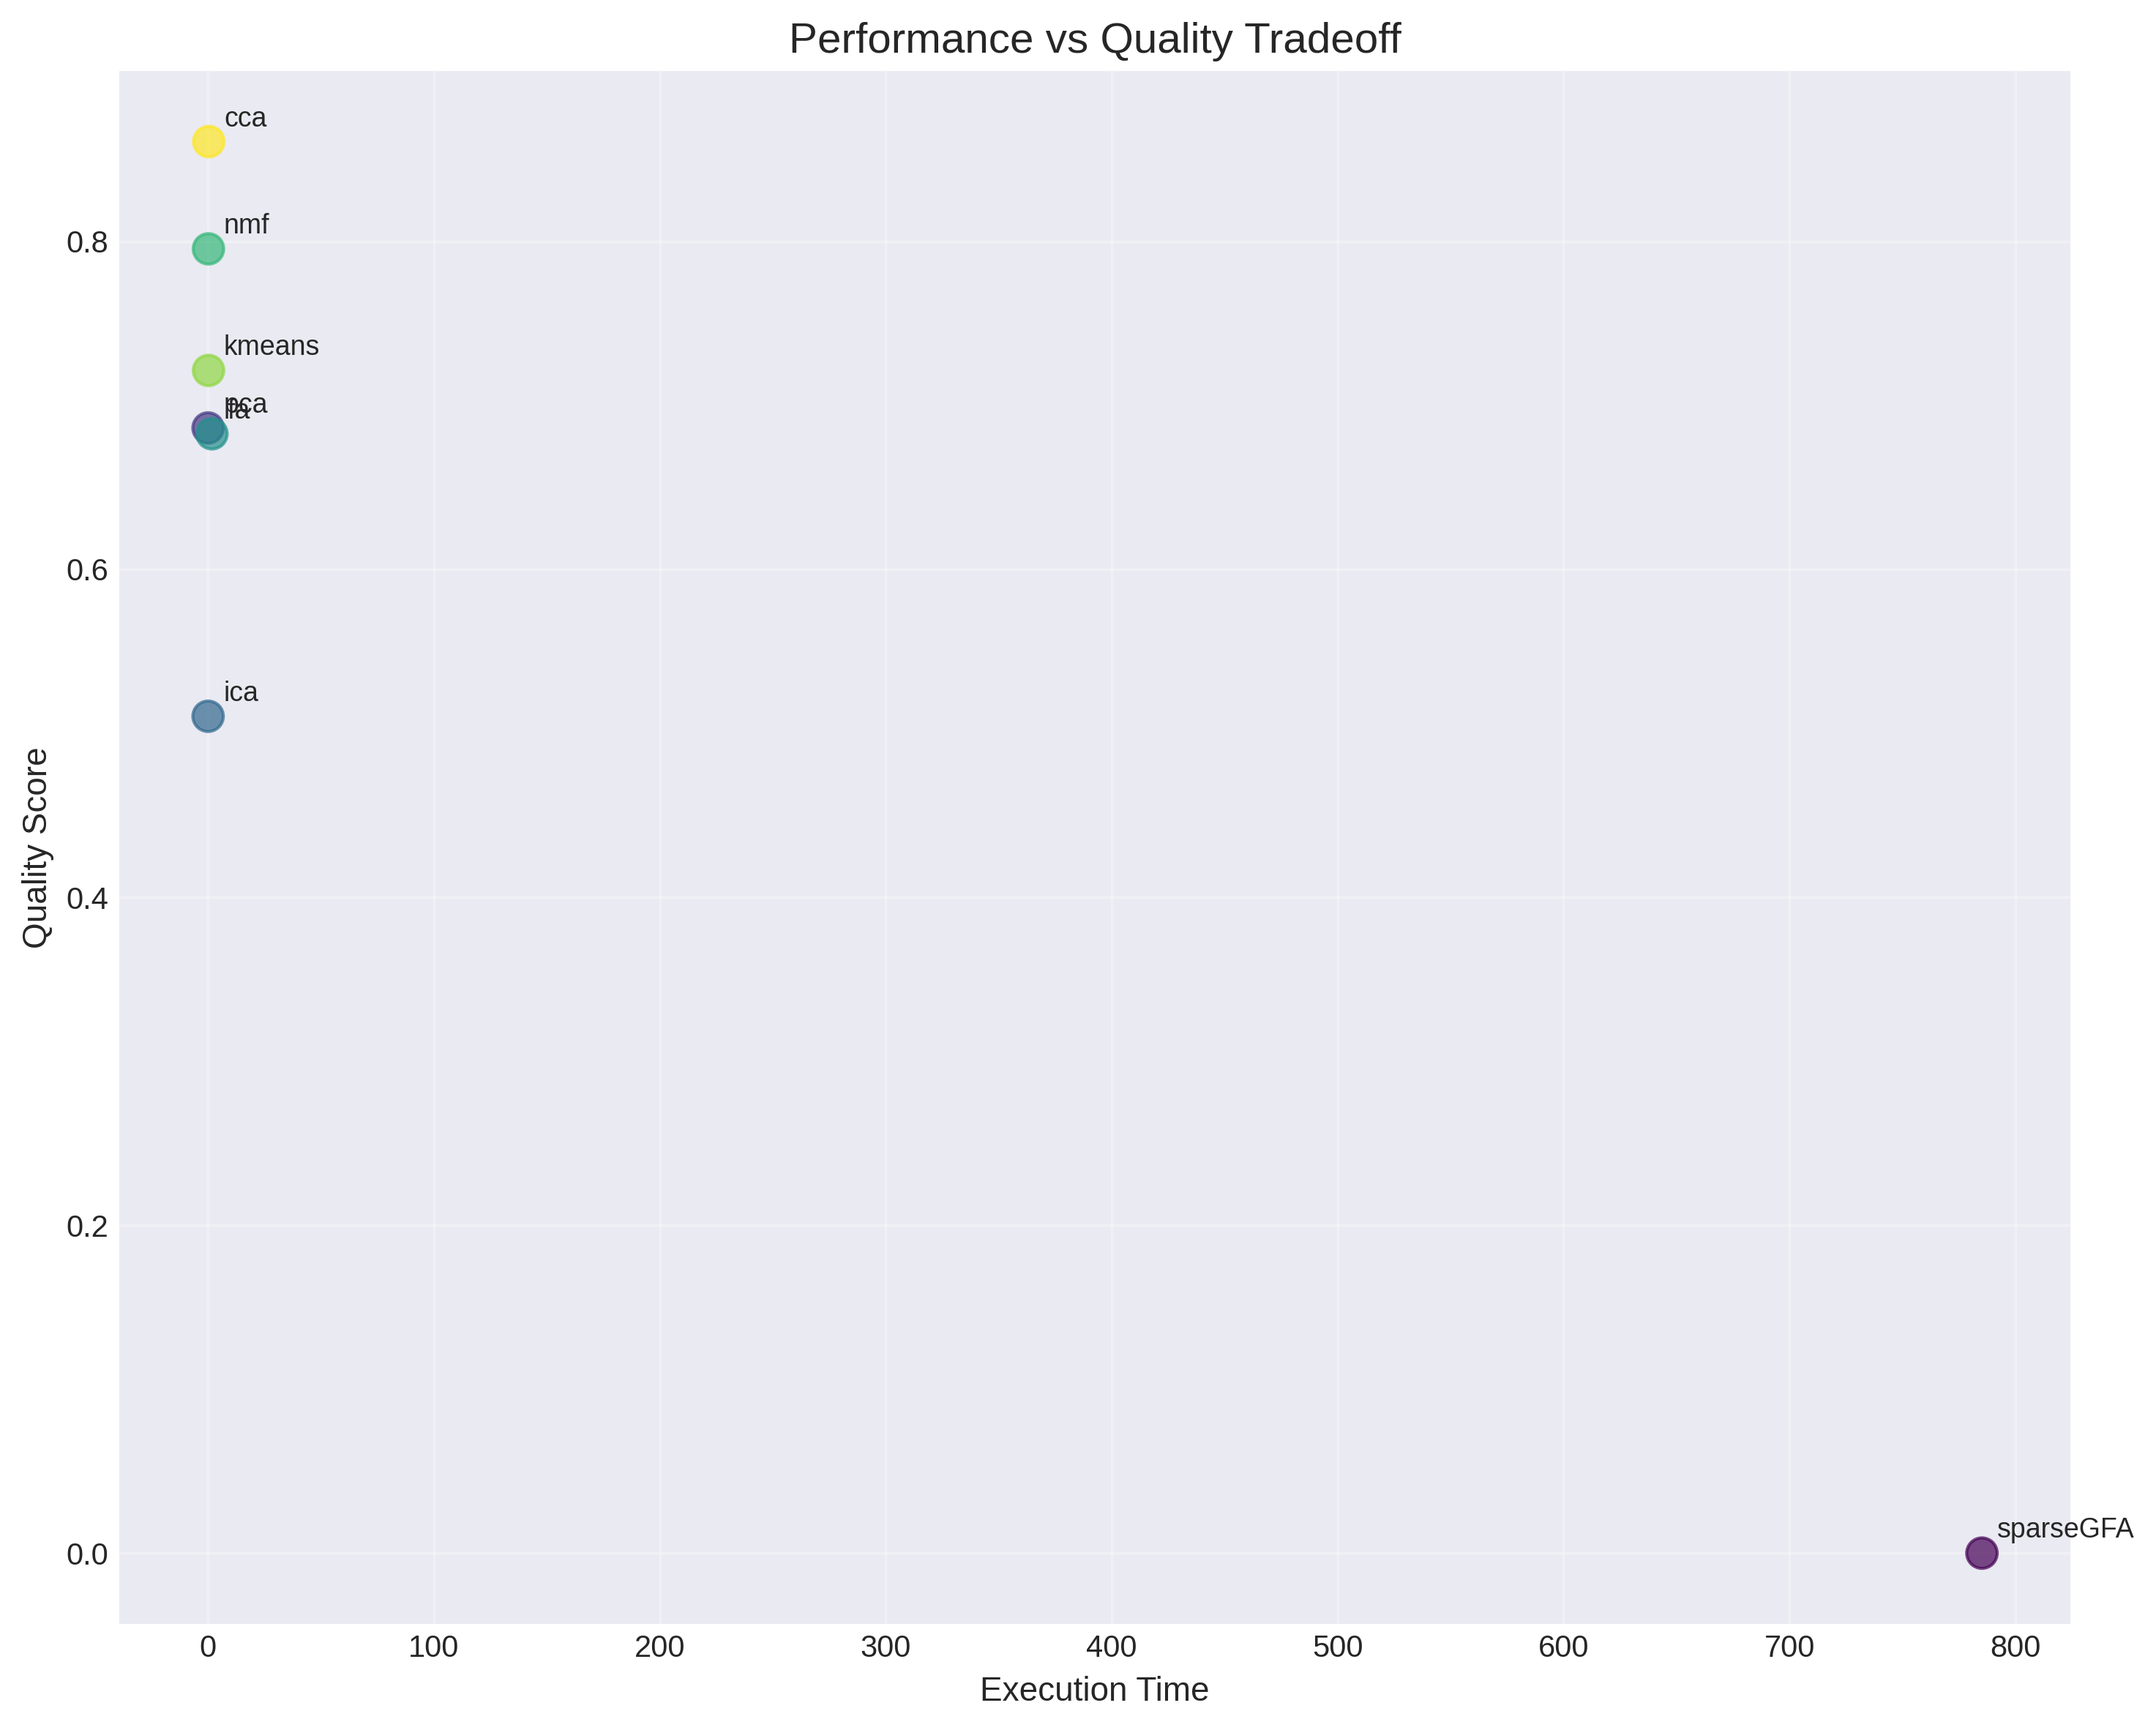 Performance vs Quality Tradeoff
cca
nmf
kmeans
pca
fa
ica
sparseGFA
Quality Score
0.8
0.6
0.4
0.2
0.0
0 100 200 300 400 500 600 700 800
Execution Time